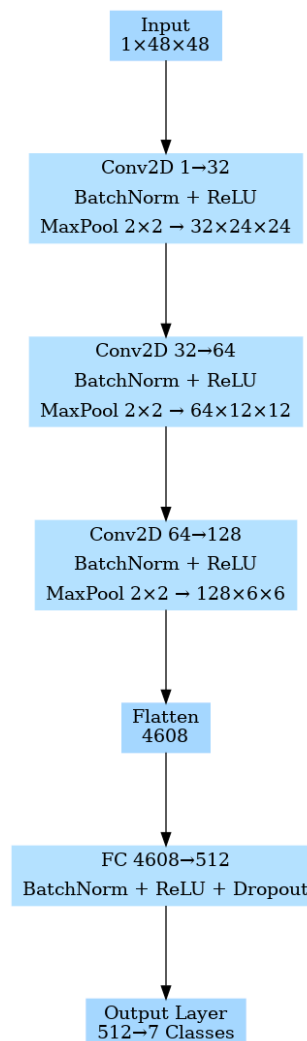 Input
1×48×48
Conv2D 1→32
BatchNorm + ReLU
MaxPool 2×2 → 32×24×24
Conv2D 32→64
BatchNorm + ReLU
MaxPool 2×2 → 64×12×12
Conv2D 64→128
BatchNorm + ReLU
MaxPool 2×2 → 128×6×6
Flatten
4608
FC 4608→512
BatchNorm + ReLU + Dropout
Output Layer
512→7 Classes